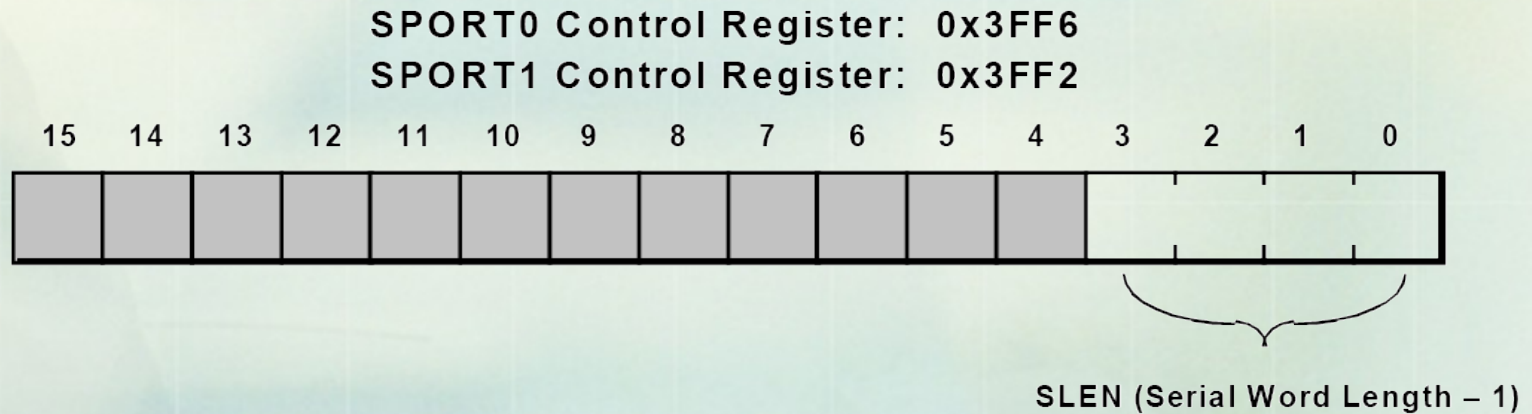 SPORT0 Control Register: 0x3FF6
SPORT1 Control Register: 0x3FF2
15 14 13 12 11 10 9 8 7 6 5 4 3 2 1 0
SLEN (Serial Word Length – 1)